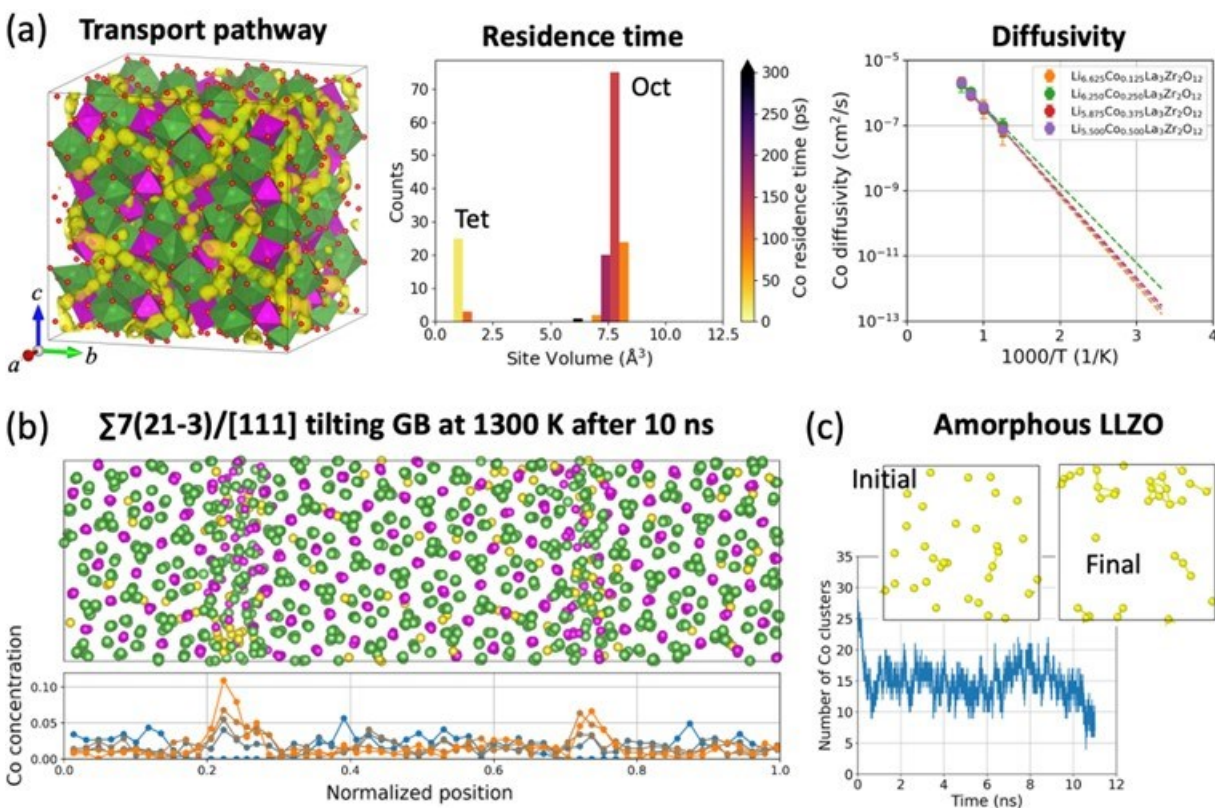 (a)
Transport pathway
c
a
b
Residence time
Counts
70
60
50
40
30
20
10
0
Tet
Oct
0.0 2.5 5.0 7.5 10.0 12.5
Site Volume (Å³)
300
200
150
100
50
0
Co residence time (ps)
Diffusivity
Co diffusivity (cm²/s)
10⁻⁵
10⁻⁷
10⁻⁹
10⁻¹¹
10⁻¹³
Li₆.₆₂₅Co₀.₁₂₅La₃Zr₂O₁₂
Li₆.₂₅₀Co₀.₂₅₀La₃Zr₂O₁₂
Li₅.₈₇₅Co₀.₃₇₅La₃Zr₂O₁₂
Li₅.₅₀₀Co₀.₅₀₀La₃Zr₂O₁₂
0 1 2 3 4
1000/T (1/K)
(b)
∑7(21-3)/[111] tilting GB at 1300 K after 10 ns
Co concentration
0.10
0.05
0.00
0.0 0.2 0.4 0.6 0.8 1.0
Normalized position
(c)
Amorphous LLZO
Initial
Final
Number of Co clusters
35
30
25
20
15
10
5
0
0 2 4 6 8 10 12
Time (ns)